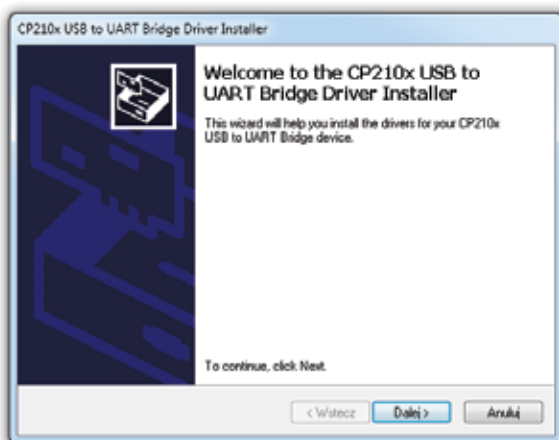 CP210x USB to UART Bridge Driver Installer
Welcome to the CP210x USB to
UART Bridge Driver Installer
This wizard will help you install the drivers for your CP210x
USB to UART Bridge device.
To continue, click Next.
< Wstecz
Dalej >
Anuluj